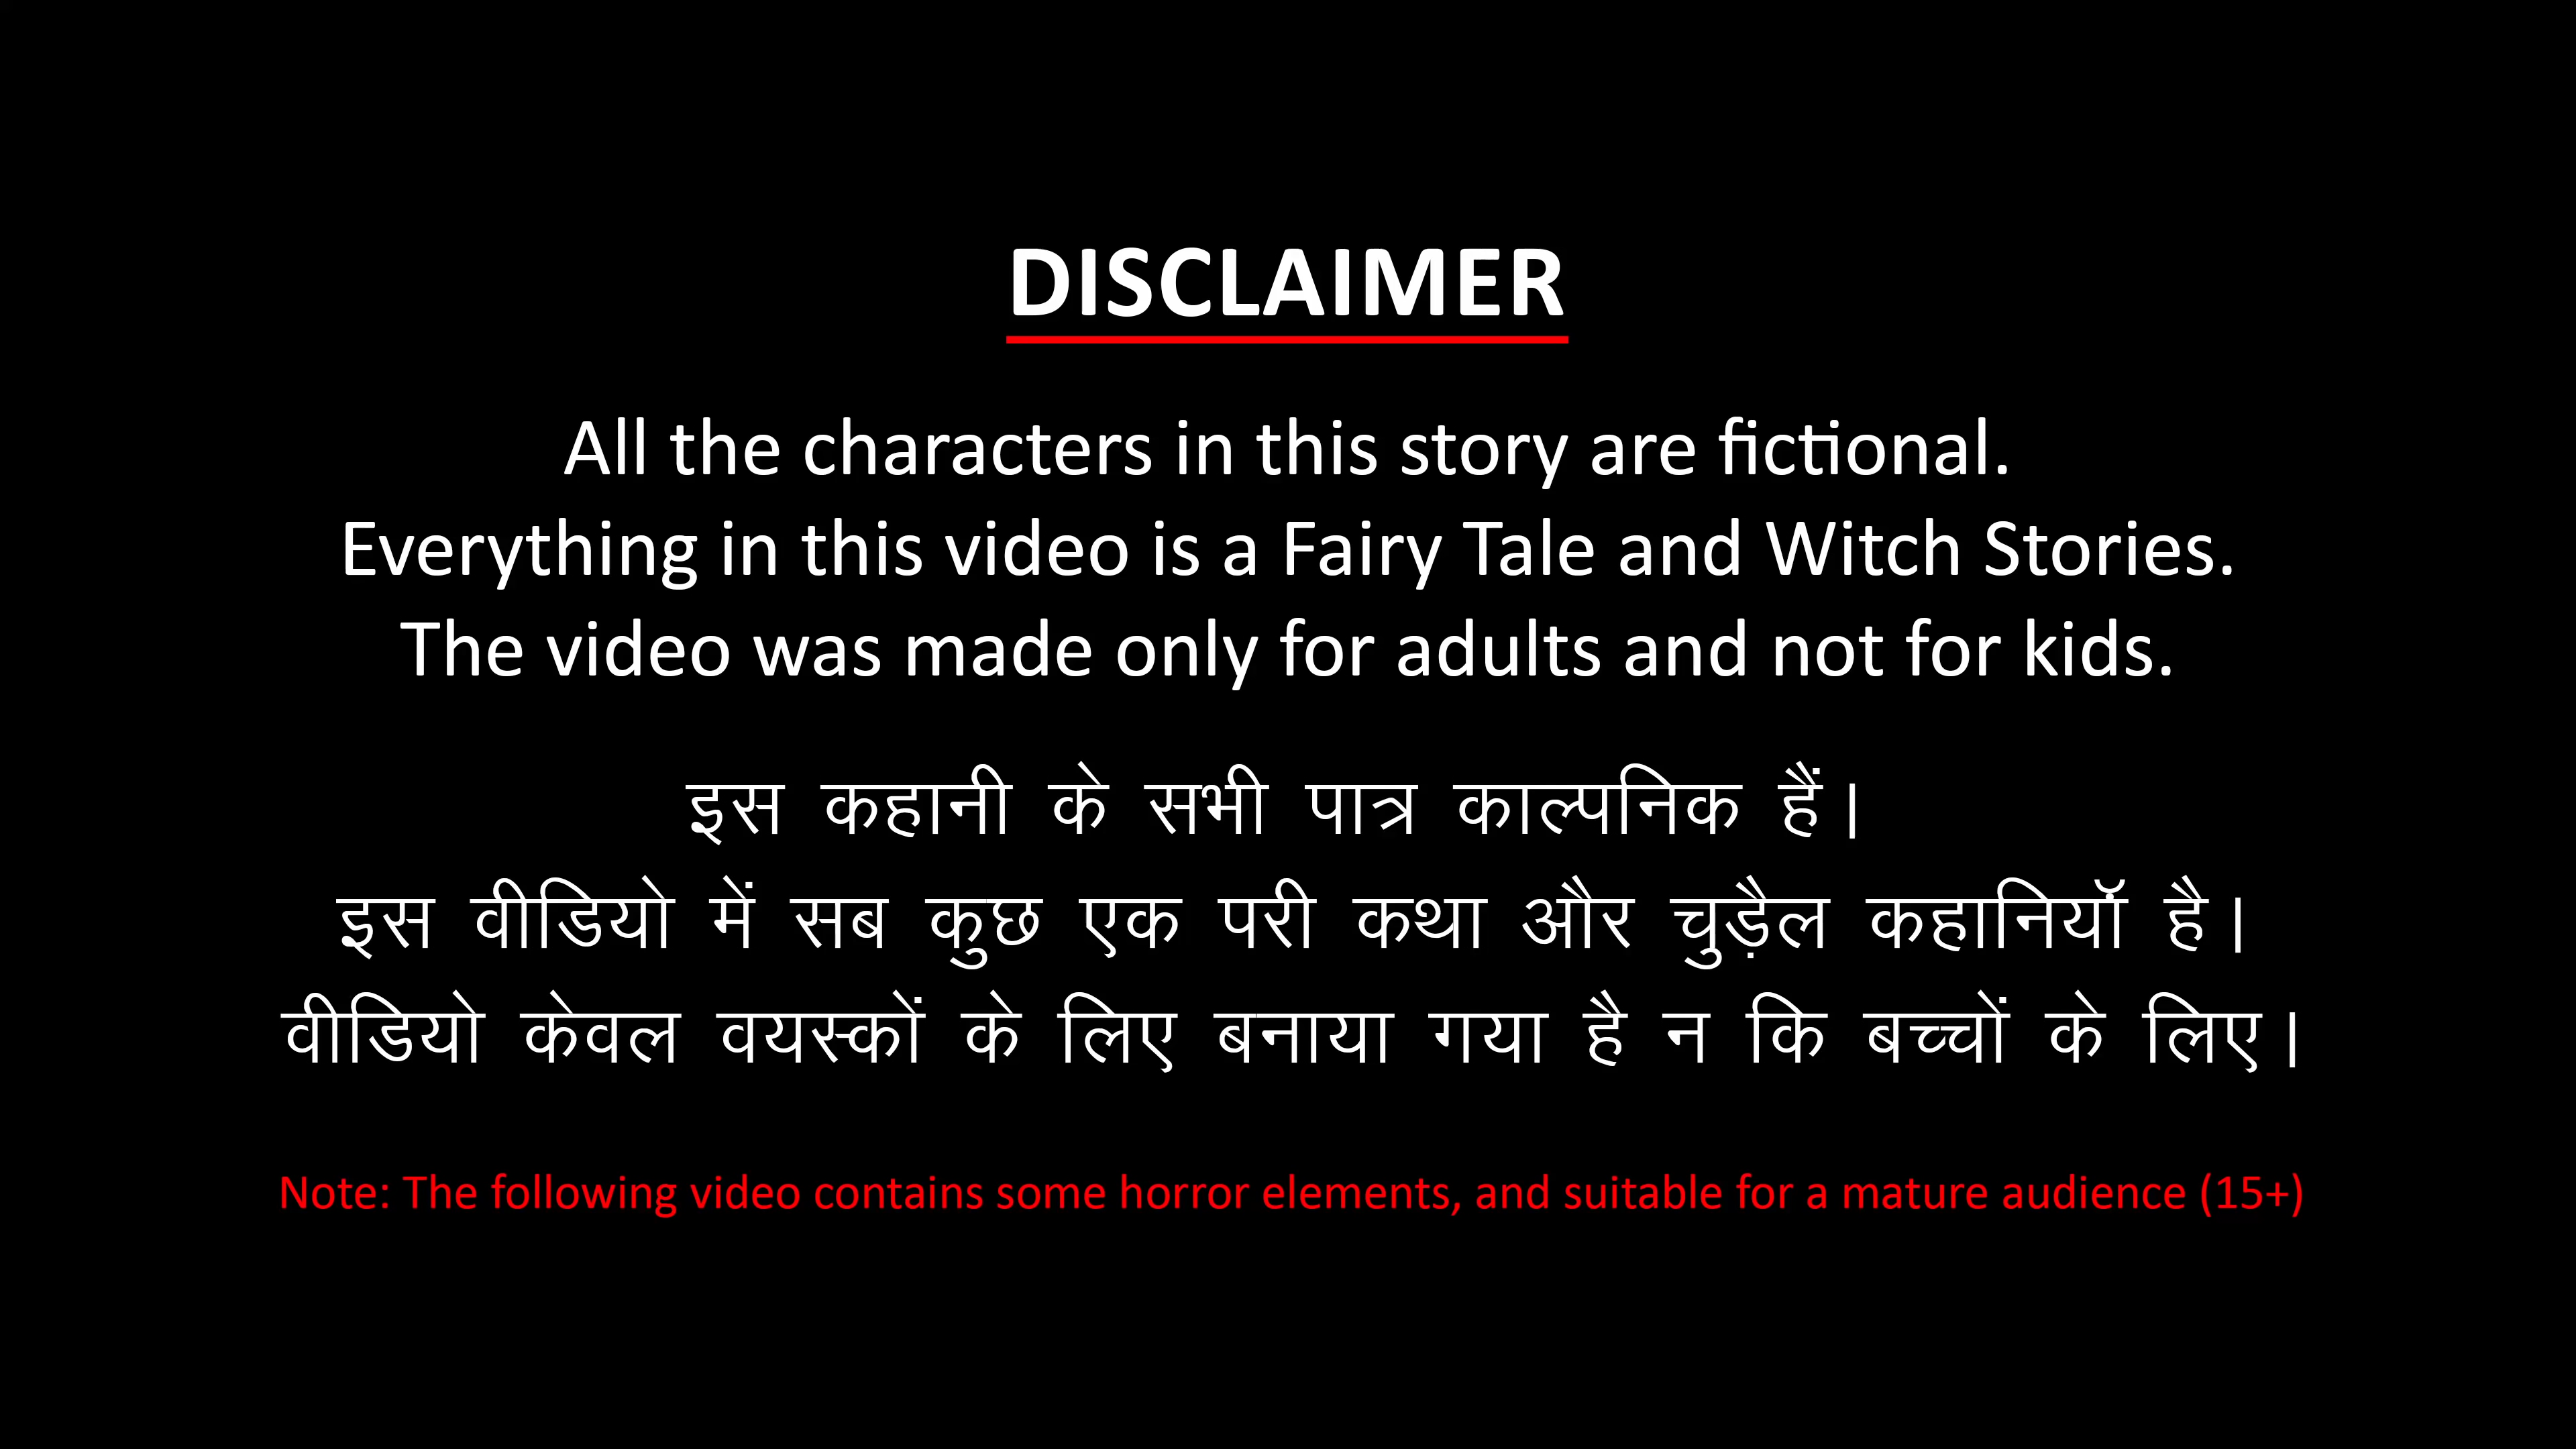 DISCLAIMER
All the characters in this story are fictional.
Everything in this video is a Fairy Tale and Witch Stories.
The video was made only for adults and not for kids.
इस कहानी के सभी पात्र काल्पनिक हैं।
इस वीडियो में सब कुछ एक परी कथा और चुड़ैल कहानियॉ है।
वीडियो केवल वयस्कों के लिए बनाया गया है न कि बच्चों के लिए।
Note: The following video contains some horror elements, and suitable for a mature audience (15+)